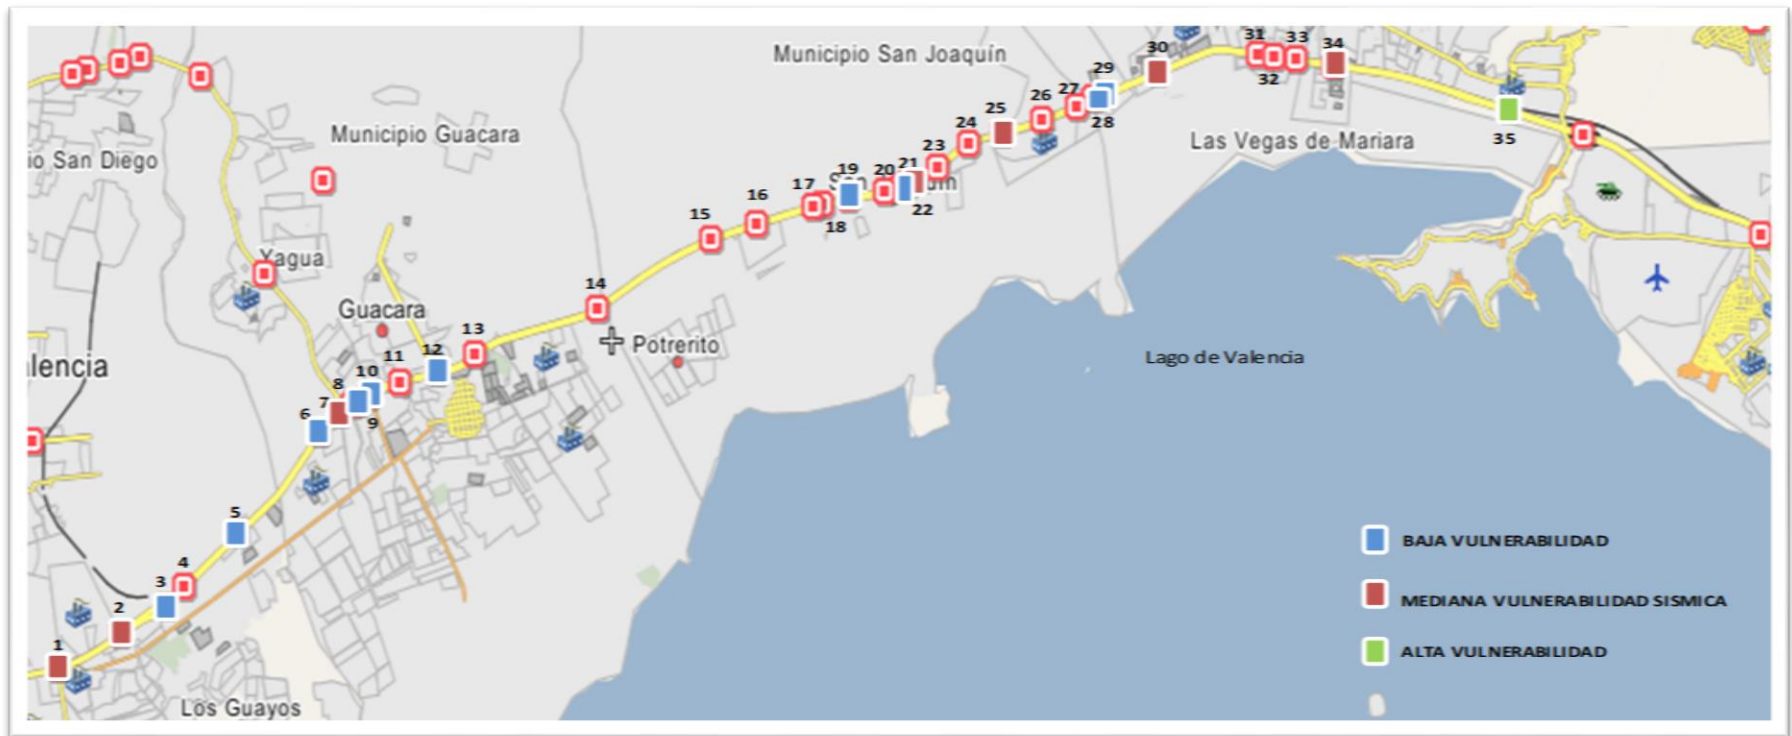 Municipio San Joaquín
Municipio Guacara
io San Diego
Las Vegas de Mariara
Yagua
Guacara
Potrerito
lencia
Lago de Valencia
Los Guayos
1
2
3
4
5
6
7
8
9
10
11
12
13
14
15
16
17
18
19
20
21
22
23
24
25
26
27
28
29
30
31
32
33
34
35
BAJA VULNERABILIDAD
MEDIANA VULNERABILIDAD SISMICA
ALTA VULNERABILIDAD